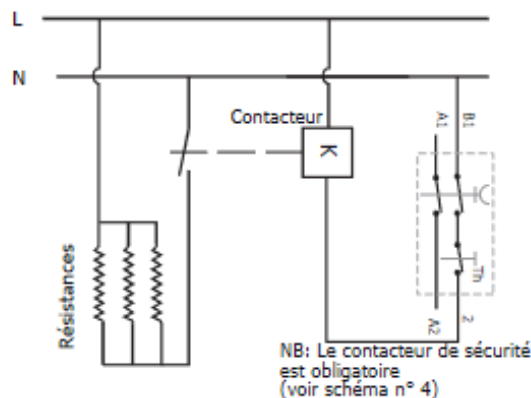 L
N
Contacteur
K
A1
B1
Th
A2
2
Résistances
NB: Le contacteur de sécurité
est obligatoire
(voir schéma n° 4)